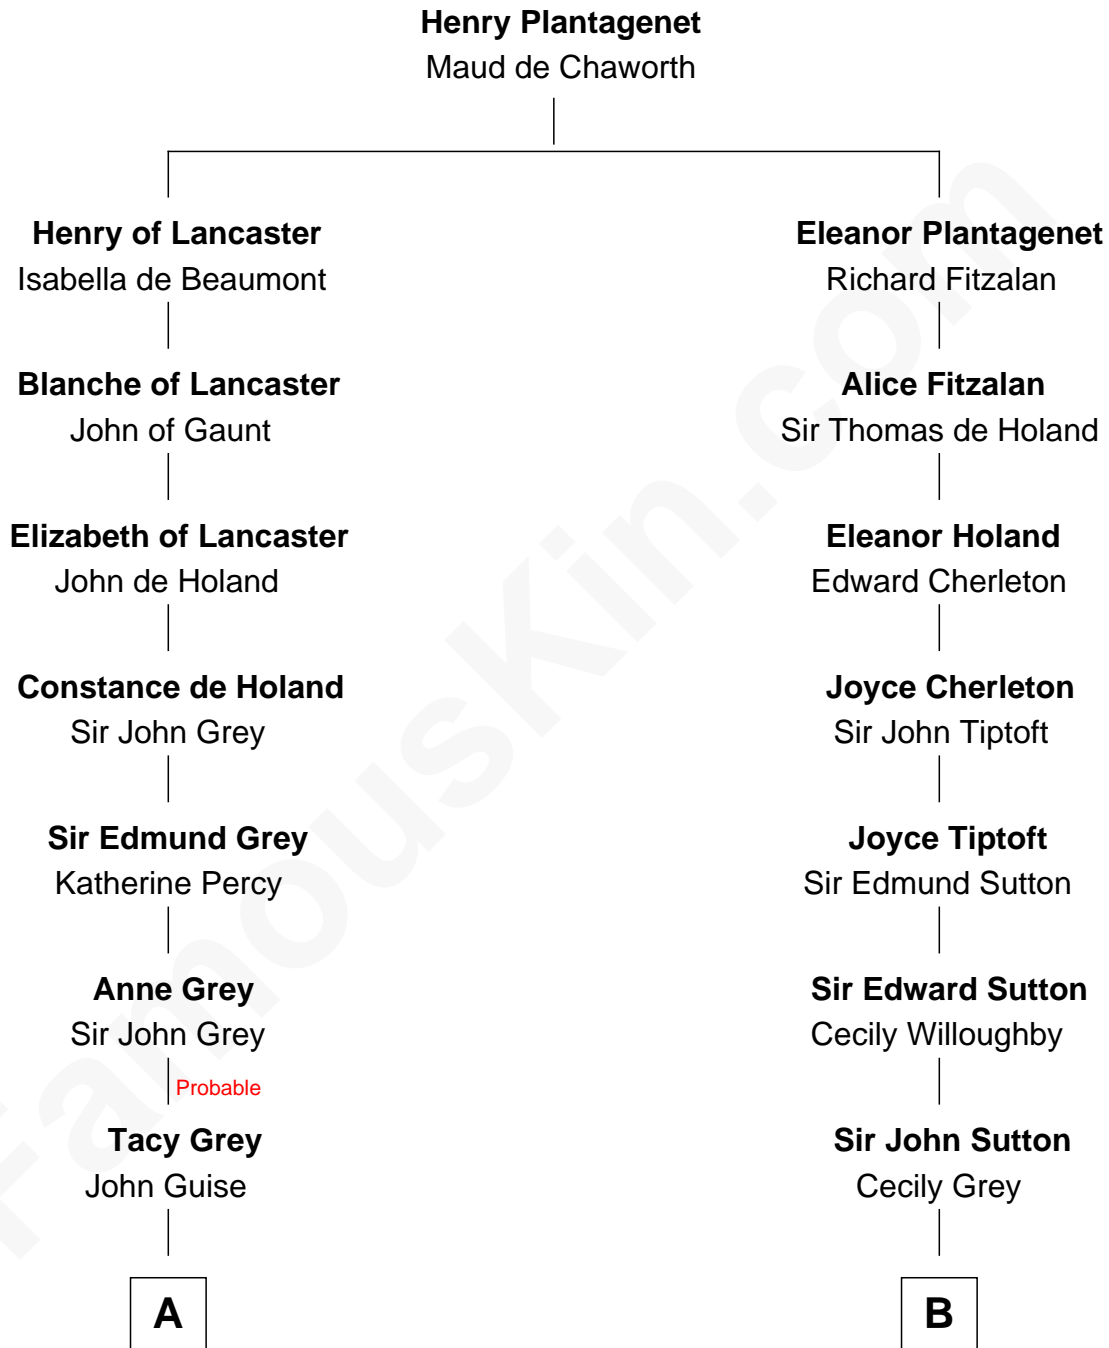 Henry Plantagenet
Maud de Chaworth
Henry of Lancaster
Isabella de Beaumont
Eleanor Plantagenet
Richard Fitzalan
Blanche of Lancaster
John of Gaunt
Alice Fitzalan
Sir Thomas de Holand
Elizabeth of Lancaster
John de Holand
Eleanor Holand
Edward Cherleton
Constance de Holand
Sir John Grey
Joyce Cherleton
Sir John Tiptoft
Sir Edmund Grey
Katherine Percy
Joyce Tiptoft
Sir Edmund Sutton
Anne Grey
Sir John Grey
Sir Edward Sutton
Cecily Willoughby
Probable
Tacy Grey
John Guise
Sir John Sutton
Cecily Grey
A
B
FamousKin.com